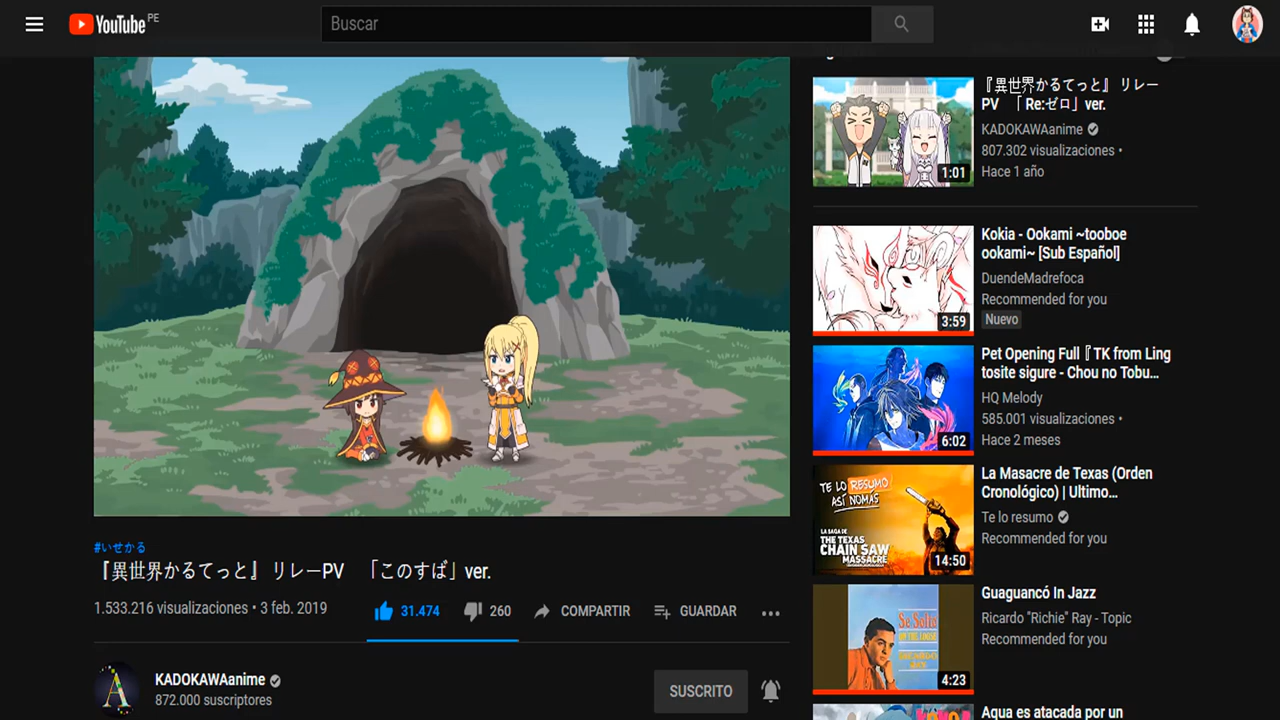 YouTube PE
Buscar
#いせかる
『異世界かるてっと』 リレーPV 「このすば」ver.
1.533.216 visualizaciones • 3 feb. 2019
31.474
260
COMPARTIR
GUARDAR
KADOKAWAanime
872.000 suscriptores
SUSCRITO
『異世界かるてっと』 リレー
PV 「Re:ゼロ」ver.
KADOKAWAanime
807.302 visualizaciones •
Hace 1 año
1:01
Kokia - Ookami ~tooboe
ookami~ [Sub Español]
DuendeMadrefoca
Recommended for you
Nuevo
3:59
Pet Opening Full『TK from Ling
tosite sigure - Chou no Tobu...
HQ Melody
585.001 visualizaciones •
Hace 2 meses
6:02
TE LO RESUMO
ASÍ NOMÁS
LA SAGA DE
THE TEXAS
CHAIN SAW
MASSACRE
14:50
La Masacre de Texas (Orden
Cronológico) | Ultimo...
Te lo resumo
Recommended for you
Se Soltó
4:23
Guaguancó In Jazz
Ricardo "Richie" Ray - Topic
Recommended for you
Aqua es atacada por un